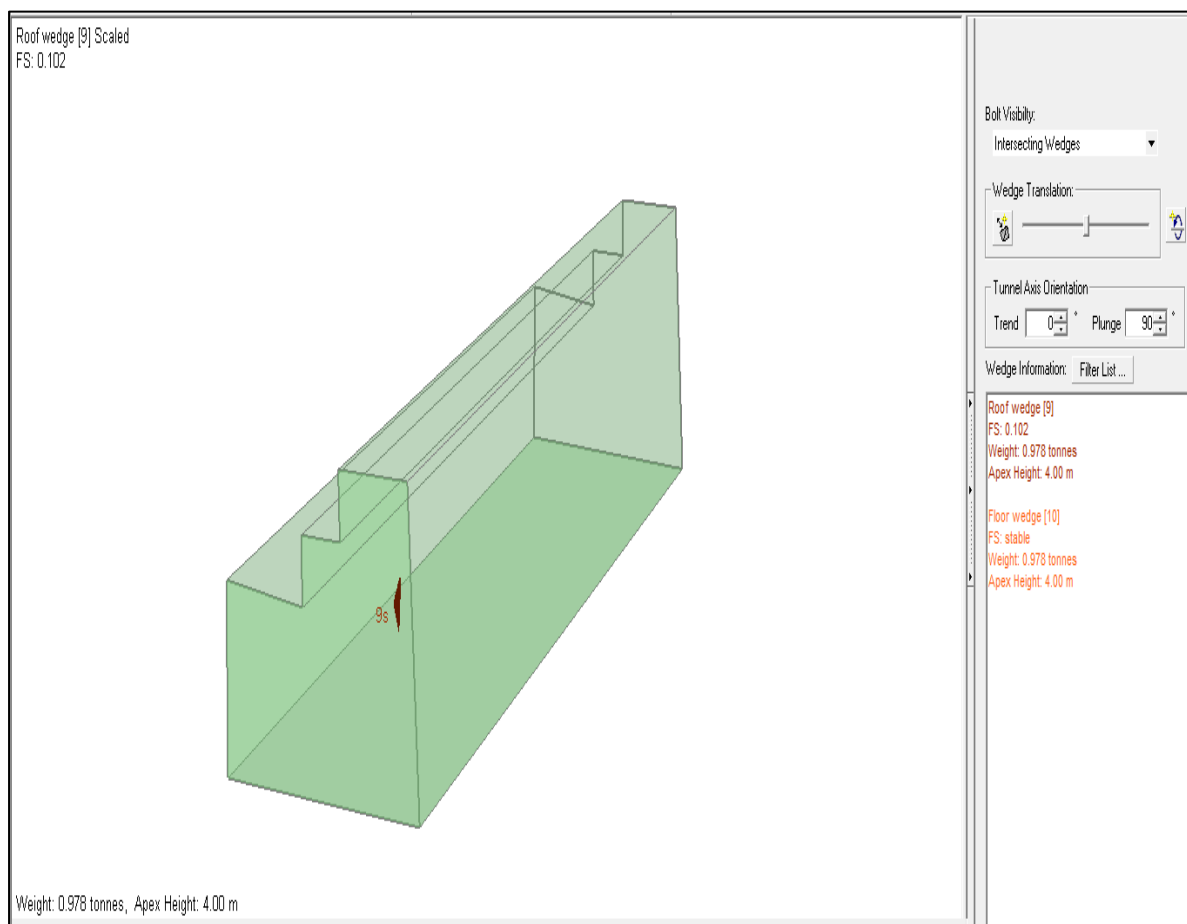 Roof wedge [9] Scaled
FS: 0.102
9s
Weight: 0.978 tonnes, Apex Height: 4.00 m
Bolt Visibilty:
Intersecting Wedges
Wedge Translation:
Tunnel Axis Orientation
Trend 0 ° Plunge 90 °
Wedge Information: Filter List ...
Roof wedge [9]
FS: 0.102
Weight: 0.978 tonnes
Apex Height: 4.00 m
Floor wedge [10]
FS: stable
Weight: 0.978 tonnes
Apex Height: 4.00 m